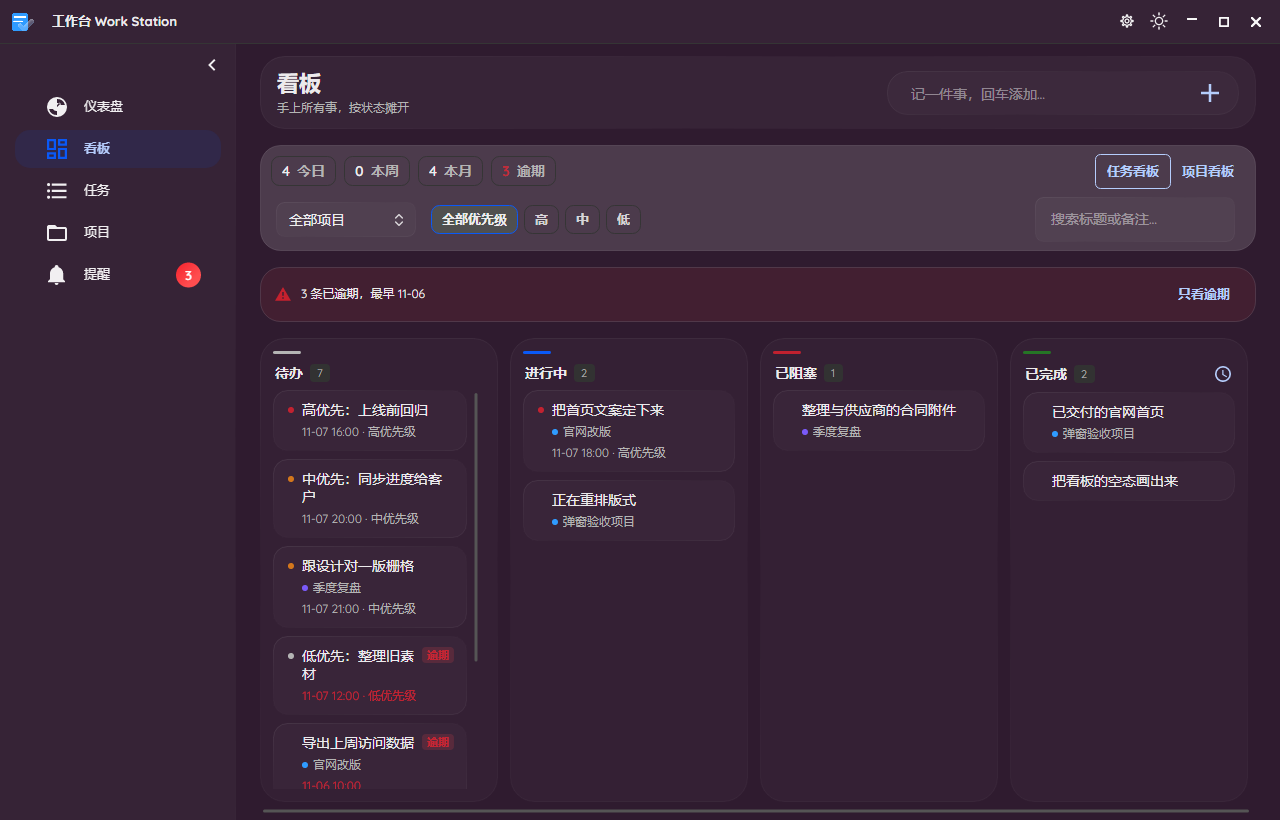 工作台 Work Station
仪表盘
看板
任务
项目
提醒
3
看板
手上所有事，按状态摊开
记一件事，回车添加...
4 今日
0 本周
4 本月
3 逾期
任务看板
项目看板
全部项目
全部优先级
高
中
低
搜索标题或备注...
3 条已逾期，最早 11-06
只看逾期
待办 7
高优先：上线前回归
11-07 16:00 · 高优先级
中优先：同步进度给客
户
11-07 20:00 · 中优先级
跟设计对一版栅格
季度复盘
11-07 21:00 · 中优先级
低优先：整理旧素 逾期
材
11-07 12:00 · 低优先级
导出上周访问数据 逾期
官网改版
11-06 10:00
进行中 2
把首页文案定下来
官网改版
11-07 18:00 · 高优先级
正在重排版式
弹窗验收项目
已阻塞 1
整理与供应商的合同附件
季度复盘
已完成 2
已交付的官网首页
弹窗验收项目
把看板的空态画出来